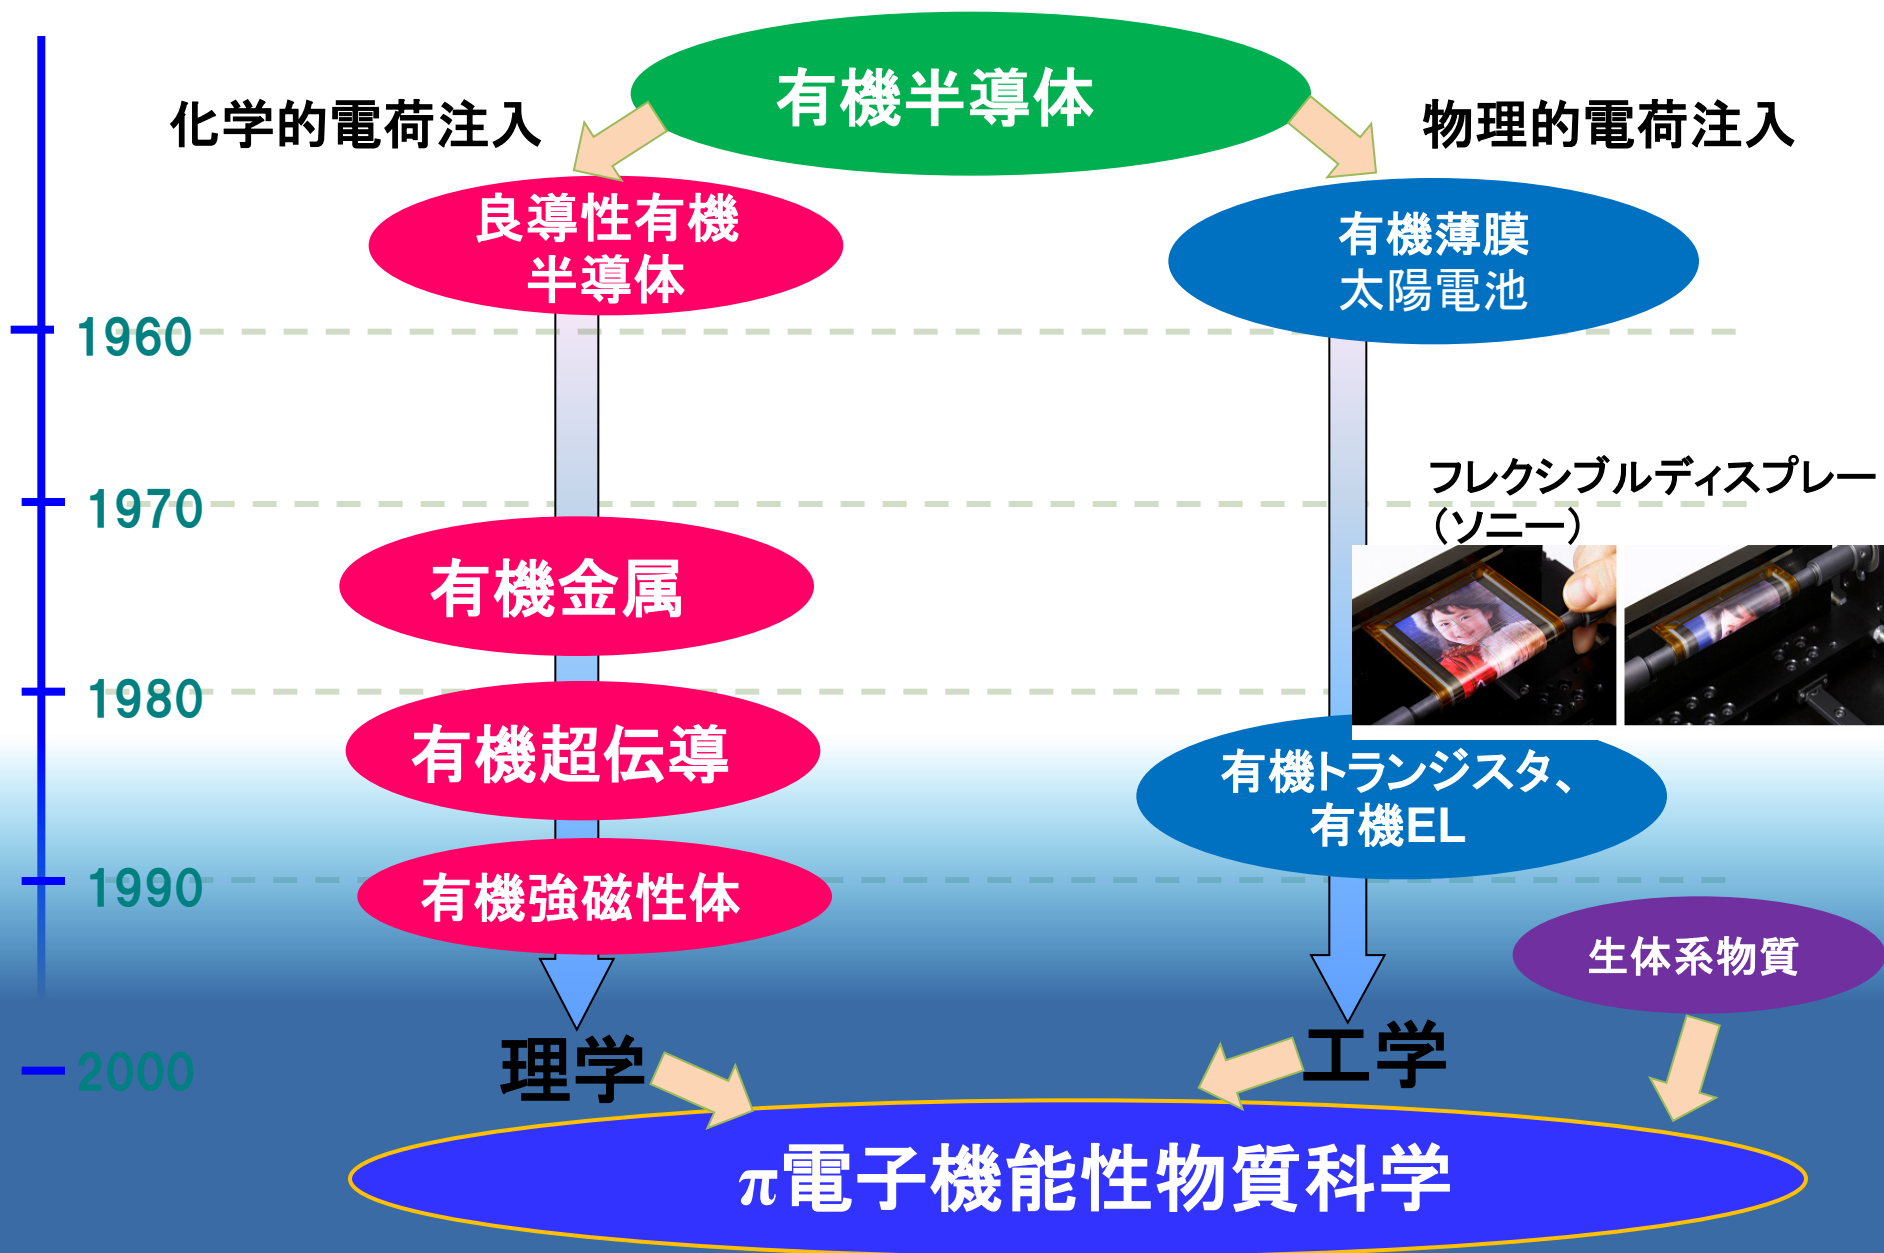 有機半導体
化学的電荷注入
物理的電荷注入
良導性有機
半導体
有機薄膜
太陽電池
1960
フレクシブルディスプレー
（ソニー）
1970
有機金属
1980
有機超伝導
有機トランジスタ、
有機EL
1990
有機強磁性体
生体系物質
理学
工学
2000
π電子機能性物質科学